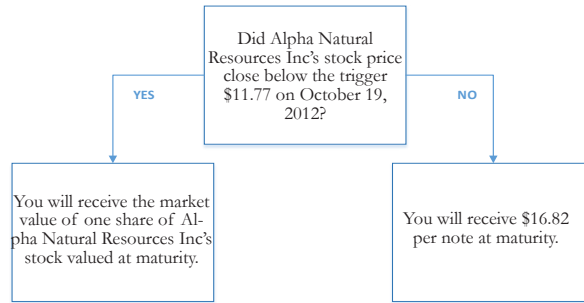 Did Alpha Natural
Resources Inc's stock price
close below the trigger
$11.77 on October 19,
2012?
YES
NO
You will receive the market
value of one share of Al-
pha Natural Resources Inc's
stock valued at maturity.
You will receive $16.82
per note at maturity.